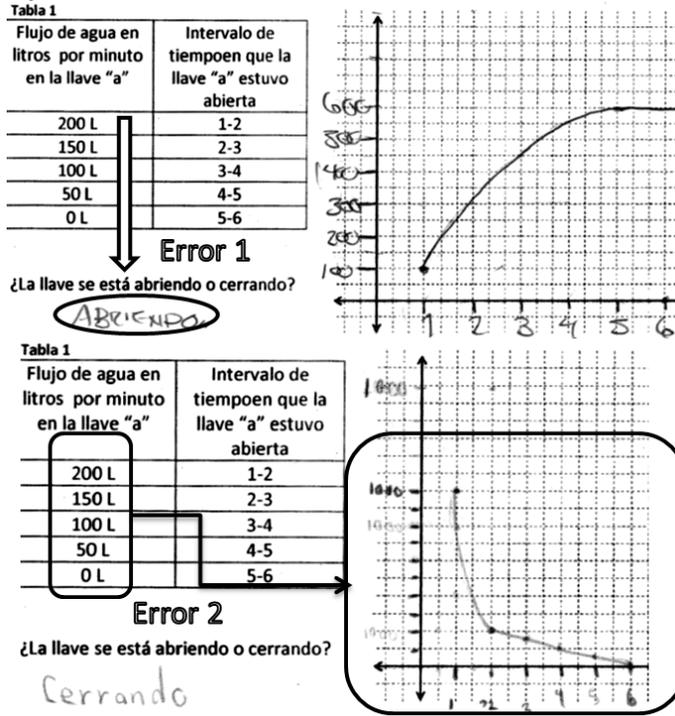 Tabla 1
Flujo de agua en litros por minuto en la llave "a"
Intervalo de tiempoen que la llave "a" estuvo abierta
200 L 1-2
150 L 2-3
100 L 3-4
50 L 4-5
0 L 5-6
Error 1
¿La llave se está abriendo o cerrando?
ABRIENDO
600
500
400
300
200
100
1 2 3 4 5 6
Tabla 1
Flujo de agua en litros por minuto en la llave "a"
Intervalo de tiempoen que la llave "a" estuvo abierta
200 L 1-2
150 L 2-3
100 L 3-4
50 L 4-5
0 L 5-6
Error 2
¿La llave se está abriendo o cerrando?
Cerrando
1 2 3 4 5 6